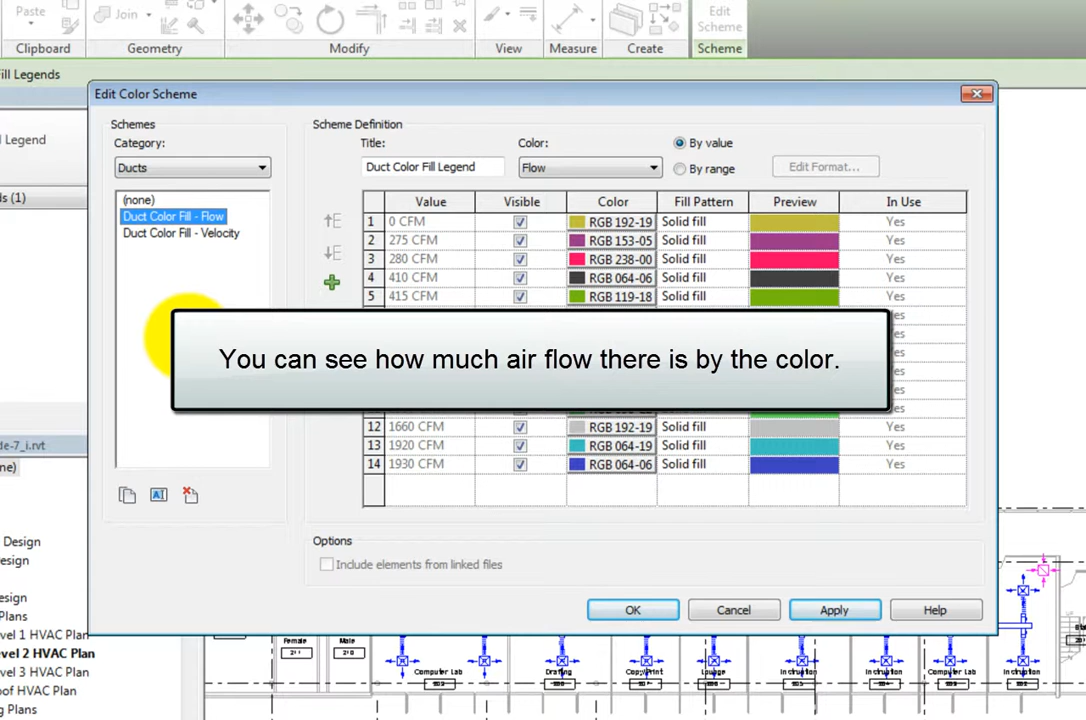 Paste
Join
Edit
Scheme
Clipboard
Geometry
Modify
View
Measure
Create
Scheme
ill Legends
Edit Color Scheme
Legend
Schemes
Category:
Ducts
(none)
Duct Color Fill - Flow
Duct Color Fill - Velocity
Scheme Definition
Title:
Color:
By value
Duct Color Fill Legend
Flow
By range
Edit Format...
Value Visible Color Fill Pattern Preview In Use
1 0 CFM RGB 192-19 Solid fill Yes
2 275 CFM RGB 153-05 Solid fill Yes
3 280 CFM RGB 238-00 Solid fill Yes
4 410 CFM RGB 064-06 Solid fill Yes
5 415 CFM RGB 119-18 Solid fill Yes
You can see how much air flow there is by the color.
12 1660 CFM RGB 192-19 Solid fill Yes
13 1920 CFM RGB 064-19 Solid fill Yes
14 1930 CFM RGB 064-06 Solid fill Yes
Options
Include elements from linked files
OK
Cancel
Apply
Help
ds (1)
de-7_i.rvt
ne)
Design
esign
esign
Plans
vel 1 HVAC Plan
vel 2 HVAC Plan
vel 3 HVAC Plan
oof HVAC Plan
g Plans
Female
Male
Computer Lab
Drafting
Copy/Print
Lounge
Instruction
Instruction
Computer Lab
Instruction